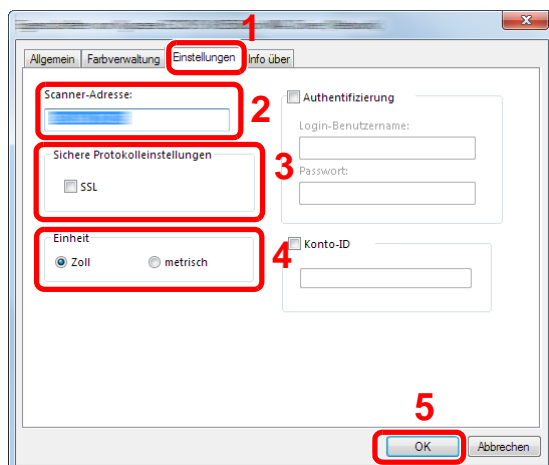 1
Allgemein Farbverwaltung Einstellungen Info über
Scanner-Adresse:
2
Sichere Protokolleinstellungen
SSL
3
Einheit
Zoll metrisch
4
Authentifizierung
Login-Benutzername:
Passwort:
Konto-ID
5
OK Abbrechen